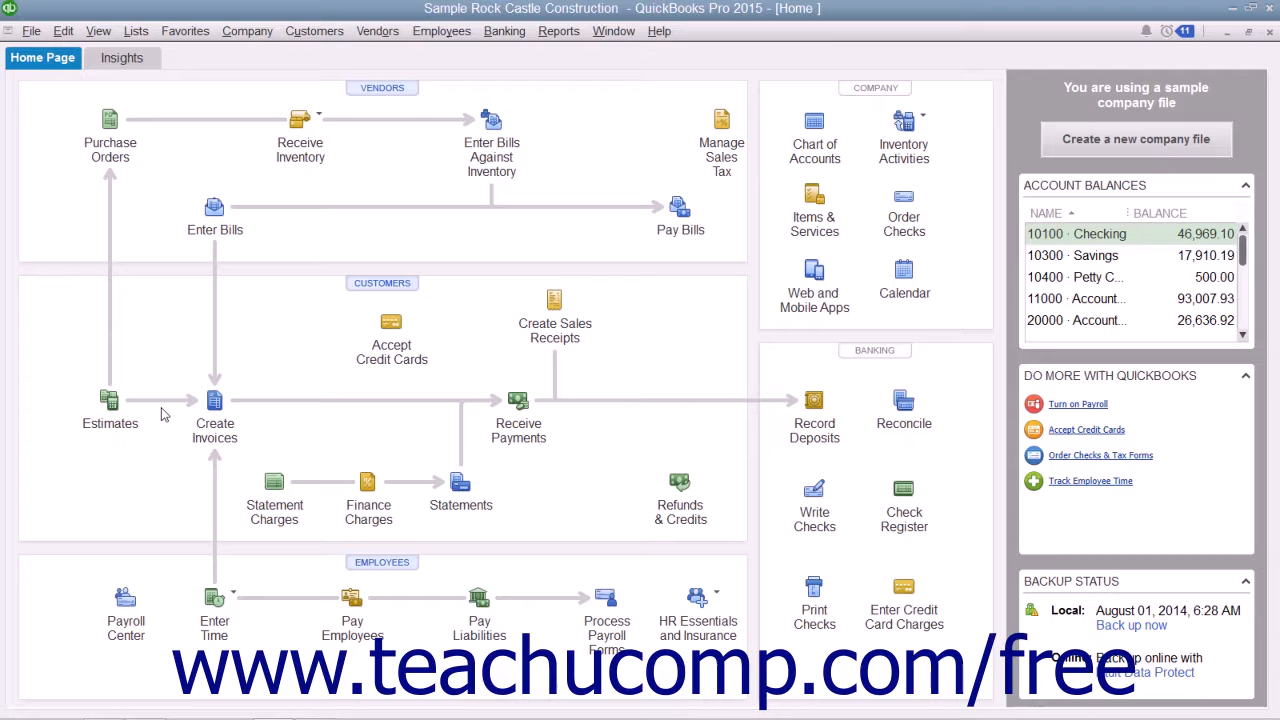 Sample Rock Castle Construction - QuickBooks Pro 2015 - [Home ]
File Edit View Lists Favorites Company Customers Vendors Employees Banking Reports Window Help
11
Home Page Insights
VENDORS
Purchase
Orders
Receive
Inventory
Enter Bills
Against
Inventory
Manage
Sales
Tax
Enter Bills
Pay Bills
CUSTOMERS
Accept
Credit Cards
Create Sales
Receipts
Estimates
Create
Invoices
Receive
Payments
Statement
Charges
Finance
Charges
Statements
Refunds
& Credits
EMPLOYEES
Payroll
Center
Enter
Time
Pay
Employees
Pay
Liabilities
Process
Payroll
Forms
HR Essentials
and Insurance
COMPANY
Chart of
Accounts
Inventory
Activities
Items &
Services
Order
Checks
Web and
Mobile Apps
Calendar
BANKING
Record
Deposits
Reconcile
Write
Checks
Check
Register
Print
Checks
Enter Credit
Card Charges
You are using a sample
company file
Create a new company file
ACCOUNT BALANCES
NAME BALANCE
10100 · Checking 46,969.10
10300 · Savings 17,910.19
10400 · Petty C... 500.00
11000 · Account... 93,007.93
20000 · Account... 26,636.92
DO MORE WITH QUICKBOOKS
Turn on Payroll
Accept Credit Cards
Order Checks & Tax Forms
Track Employee Time
BACKUP STATUS
Local: August 01, 2014, 6:28 AM
Back up now
Online: Back up online with
Data Protect
www.teachucomp.com/free